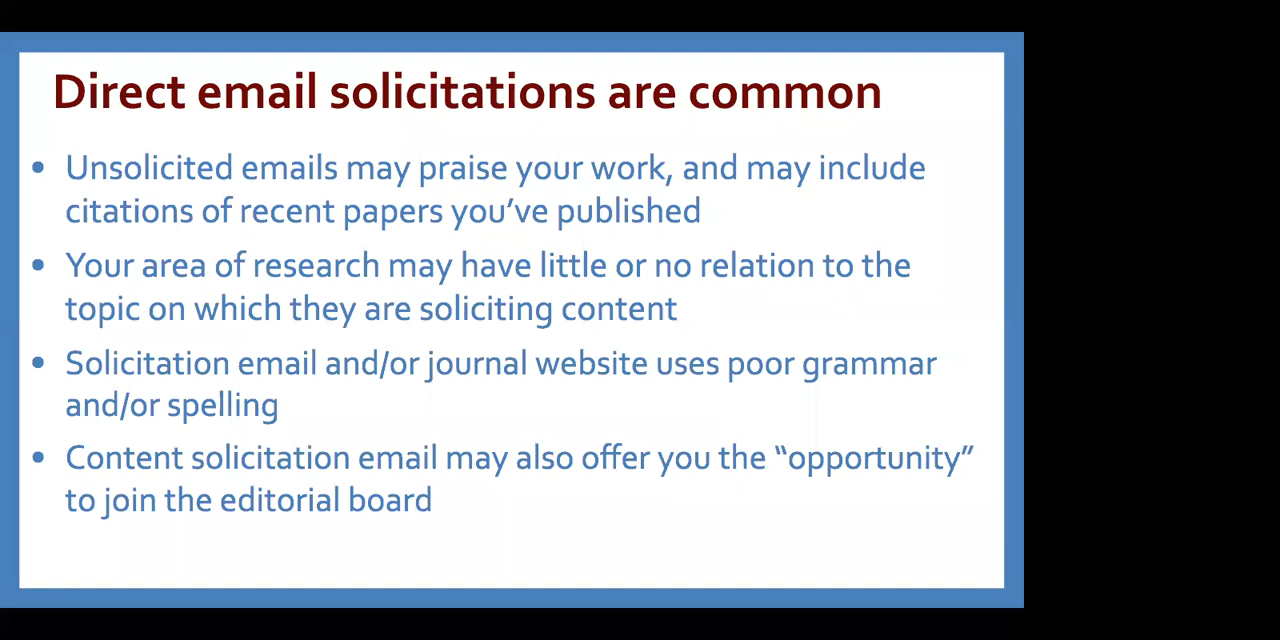 Direct email solicitations are common
• Unsolicited emails may praise your work, and may include
citations of recent papers you’ve published
• Your area of research may have little or no relation to the
topic on which they are soliciting content
• Solicitation email and/or journal website uses poor grammar
and/or spelling
• Content solicitation email may also offer you the “opportunity”
to join the editorial board